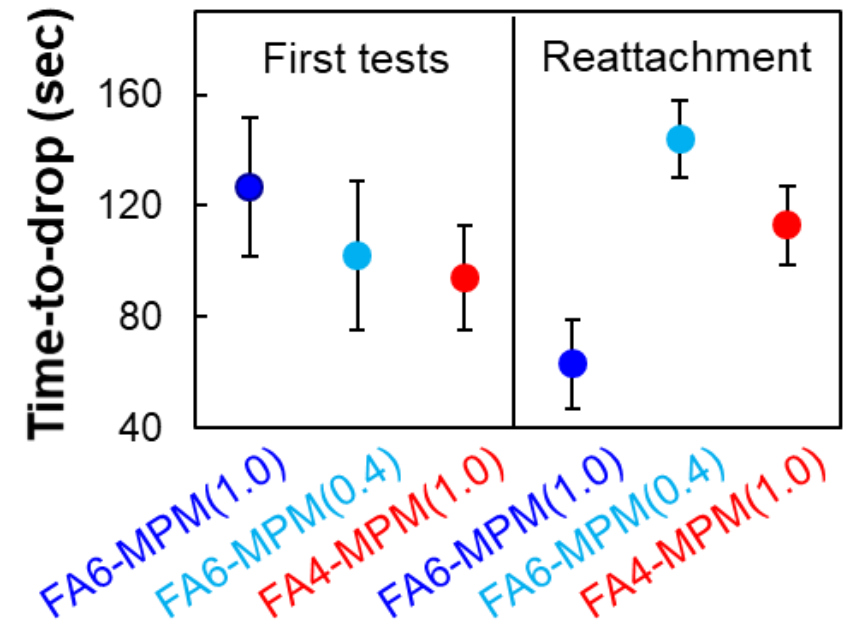 Time-to-drop (sec)
First tests
Reattachment
160
120
80
40
FA6-MPM(1.0)
FA6-MPM(0.4)
FA4-MPM(1.0)
FA6-MPM(1.0)
FA6-MPM(0.4)
FA4-MPM(1.0)